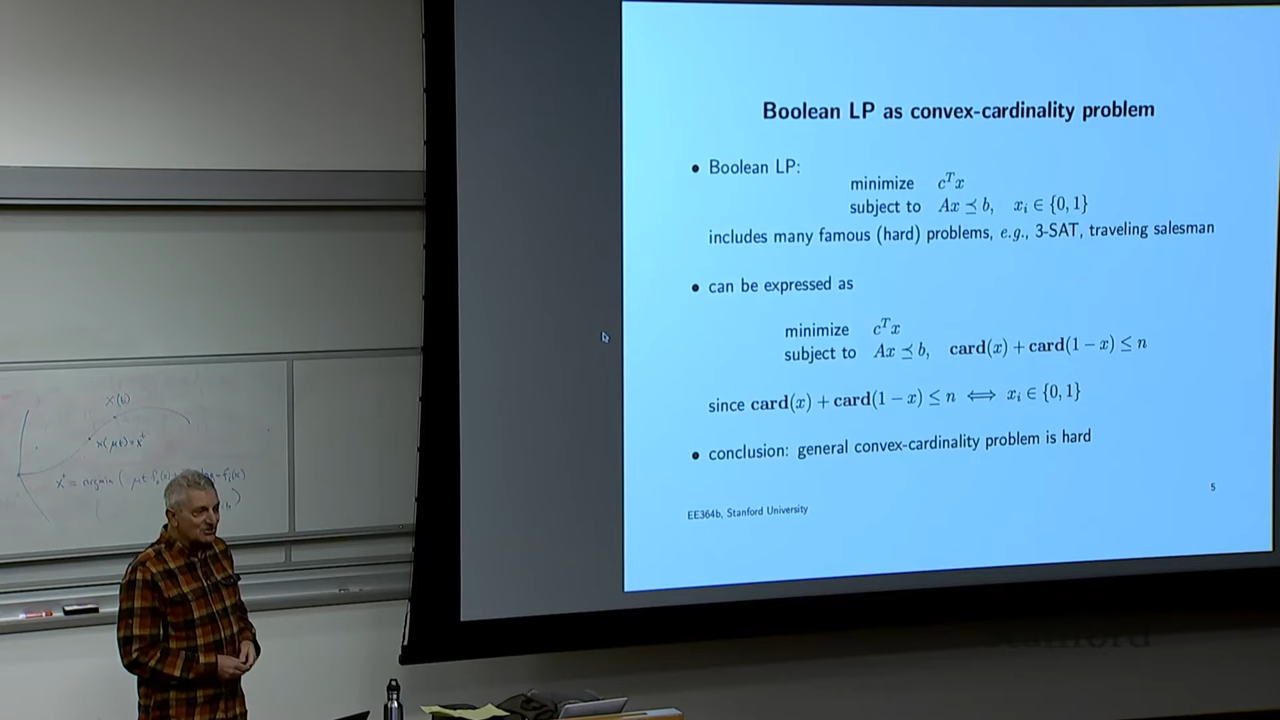 Boolean LP as convex-cardinality problem
• Boolean LP:
minimize c^T x
subject to Ax ⪯ b, x_i ∈ {0, 1}
includes many famous (hard) problems, e.g., 3-SAT, traveling salesman
• can be expressed as
minimize c^T x
subject to Ax ⪯ b, card(x) + card(1 − x) ≤ n
since card(x) + card(1 − x) ≤ n ⟺ x_i ∈ {0, 1}
• conclusion: general convex-cardinality problem is hard
EE364b, Stanford University
5
x(t)
x(μt)=x⁺
x⁺ = argmin (μt f₀(x)